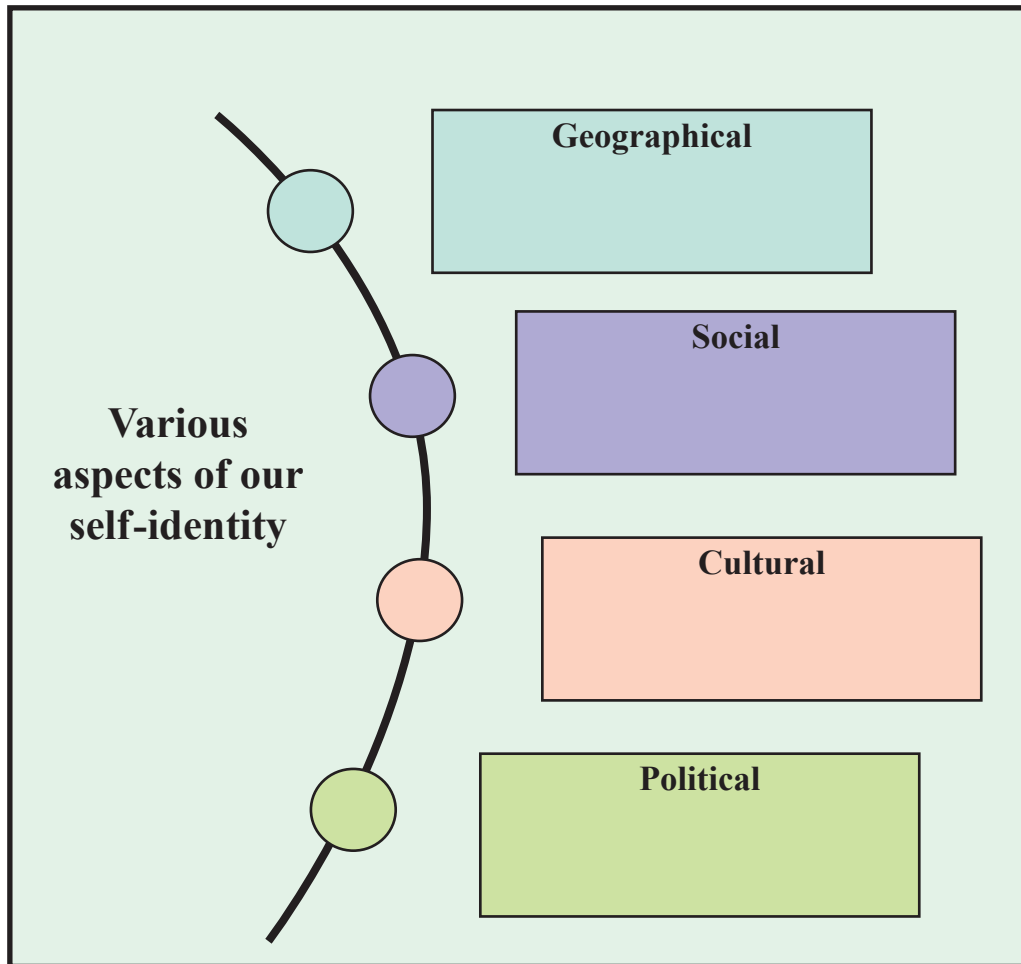 Various
aspects of our
self-identity
Geographical
Social
Cultural
Political